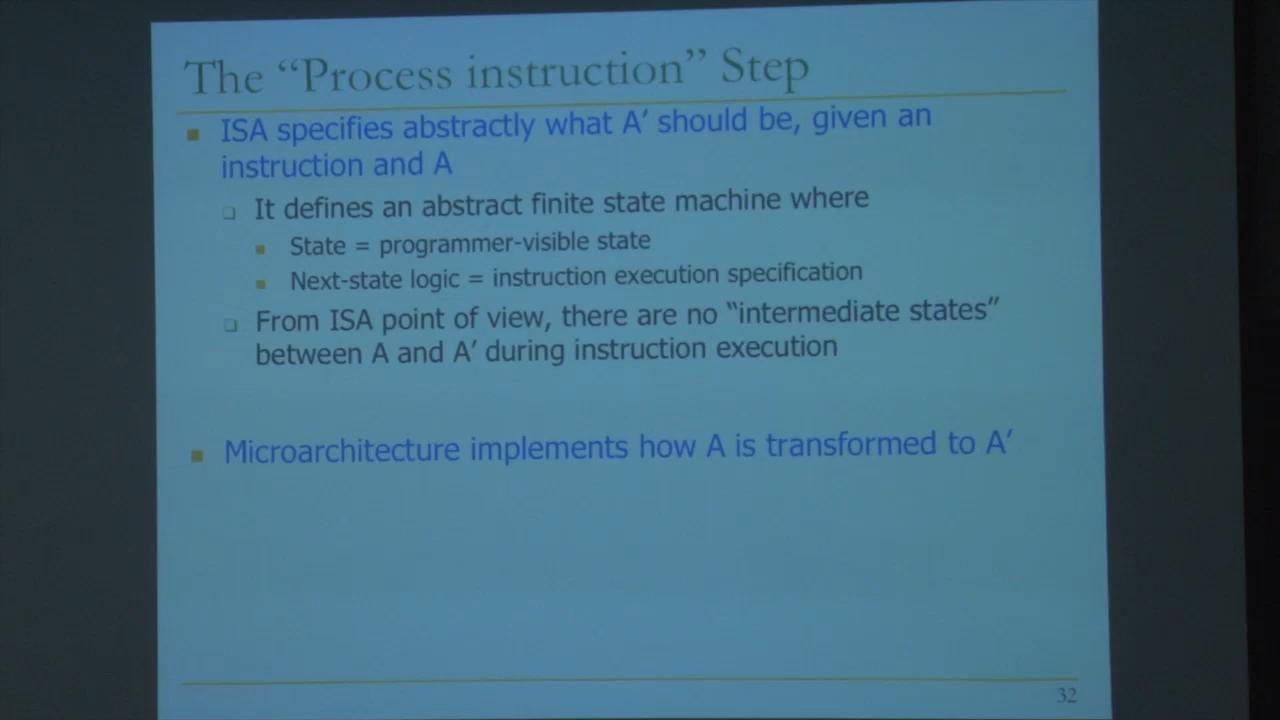 The “Process instruction” Step
ISA specifies abstractly what A’ should be, given an
instruction and A
It defines an abstract finite state machine where
State = programmer-visible state
Next-state logic = instruction execution specification
From ISA point of view, there are no “intermediate states”
between A and A’ during instruction execution
Microarchitecture implements how A is transformed to A’
32